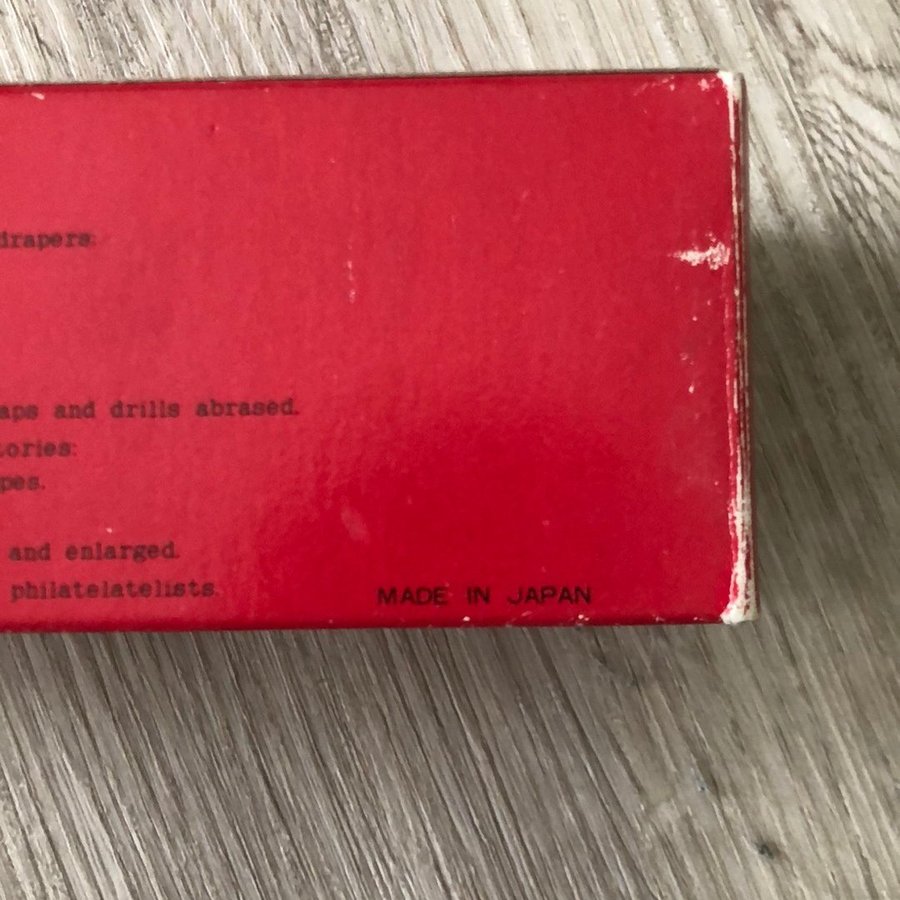 drapers:
aps and drills abrased.
tories:
pes.
and enlarged.
philatelatelists.
MADE IN JAPAN